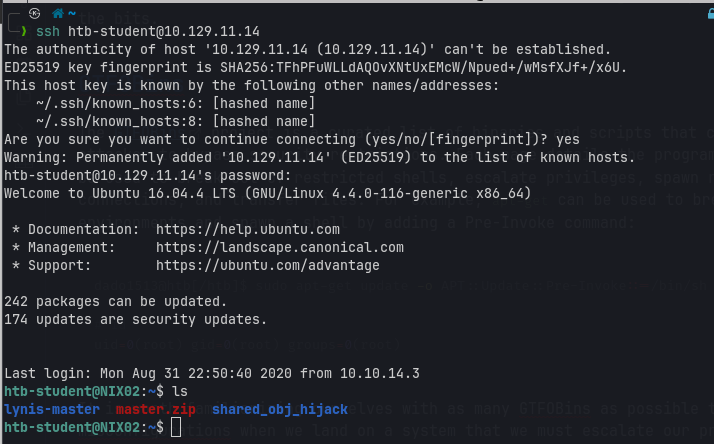 the bits.
~
❯ ssh htb-student@10.129.11.14
The authenticity of host '10.129.11.14 (10.129.11.14)' can't be established.
ED25519 key fingerprint is SHA256:TFhPFuWLLdAQOvXNtUxEMcW/Npued+/wMsfXJf+/x6U.
This host key is known by the following other names/addresses:
~/.ssh/known_hosts:6: [hashed name]
~/.ssh/known_hosts:8: [hashed name]
Are you sure you want to continue connecting (yes/no/[fingerprint])? yes
Warning: Permanently added '10.129.11.14' (ED25519) to the list of known hosts.
htb-student@10.129.11.14's password:
Welcome to Ubuntu 16.04.4 LTS (GNU/Linux 4.4.0-116-generic x86_64)
* Documentation: https://help.ubuntu.com
* Management: https://landscape.canonical.com
* Support: https://ubuntu.com/advantage
242 packages can be updated.
174 updates are security updates.
Last login: Mon Aug 31 22:50:40 2020 from 10.10.14.3
htb-student@NIX02:~$ ls
lynis-master master.zip shared_obj_hijack
htb-student@NIX02:~$